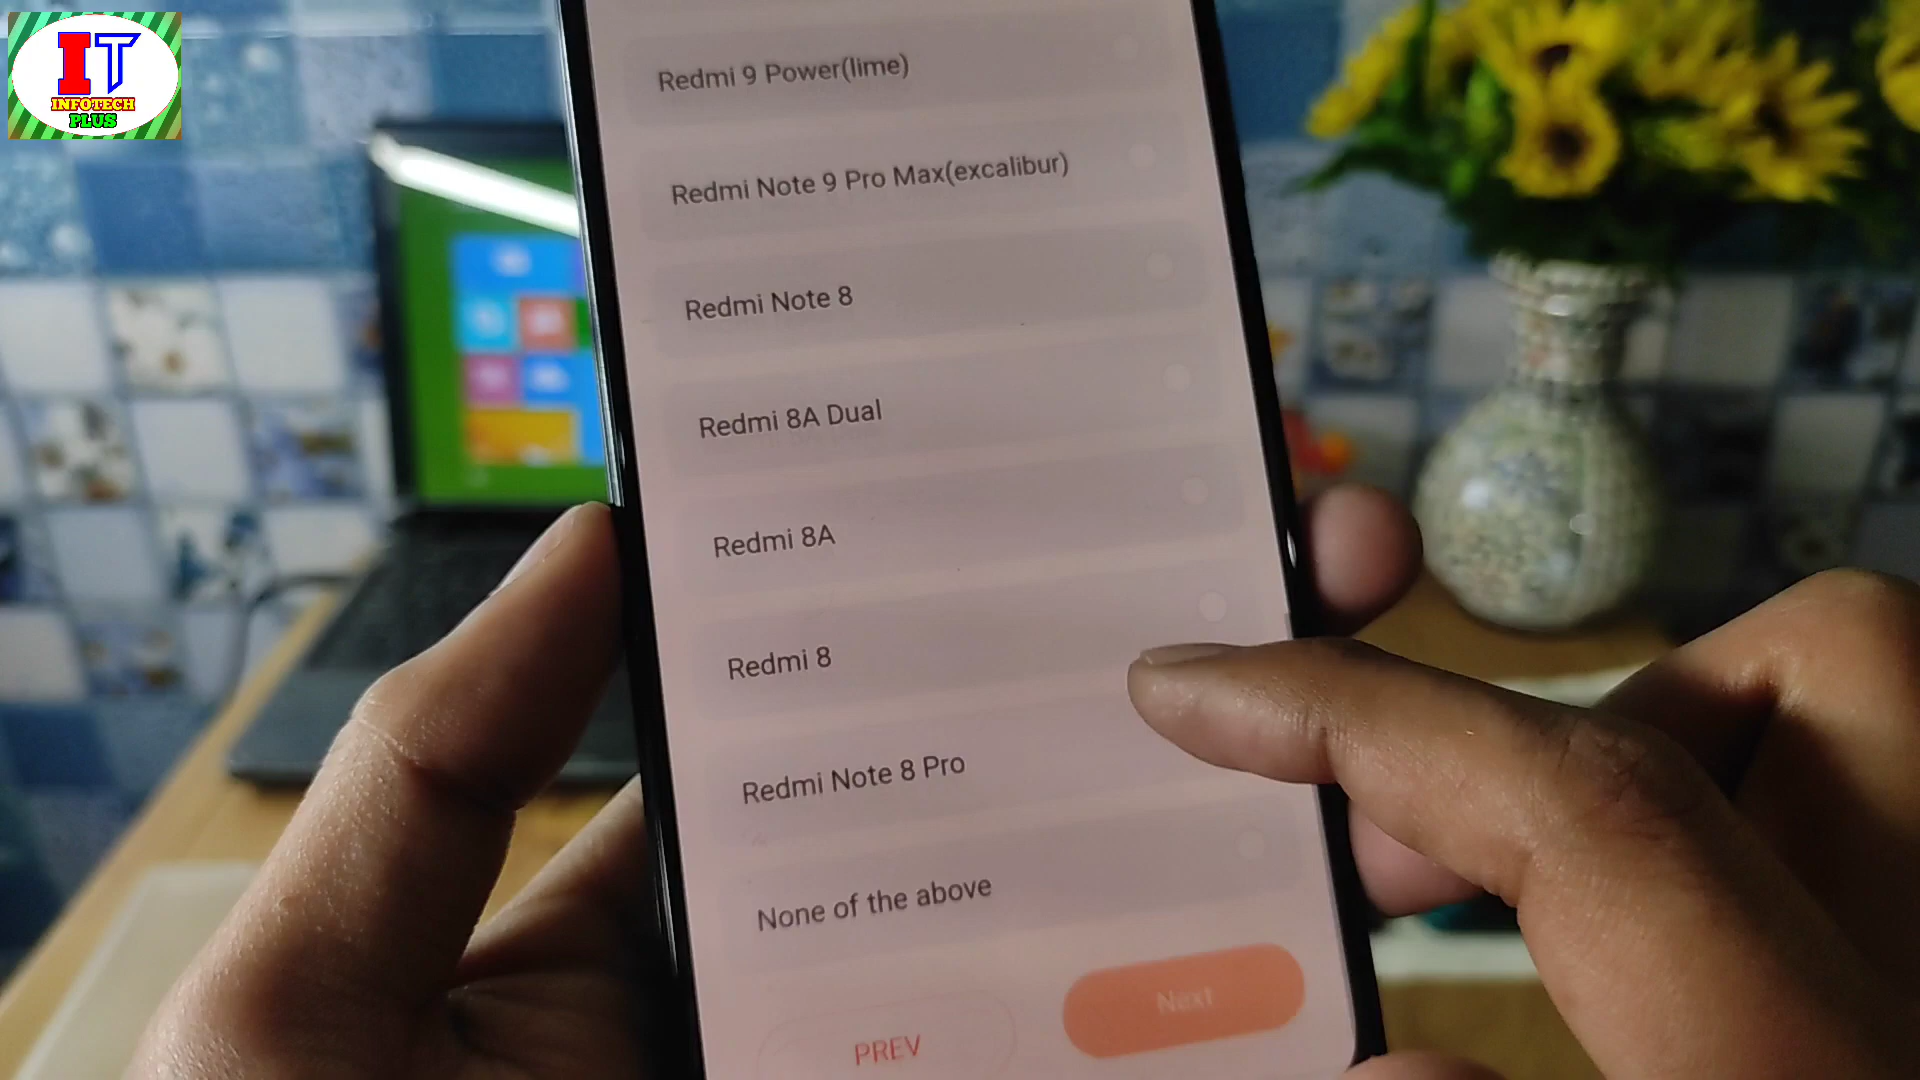 IT
INFOTECH
PLUS
Redmi 9 Power(lime)
Redmi Note 9 Pro Max(excalibur)
Redmi Note 8
Redmi 8A Dual
Redmi 8A
Redmi 8
Redmi Note 8 Pro
None of the above
PREV
Next